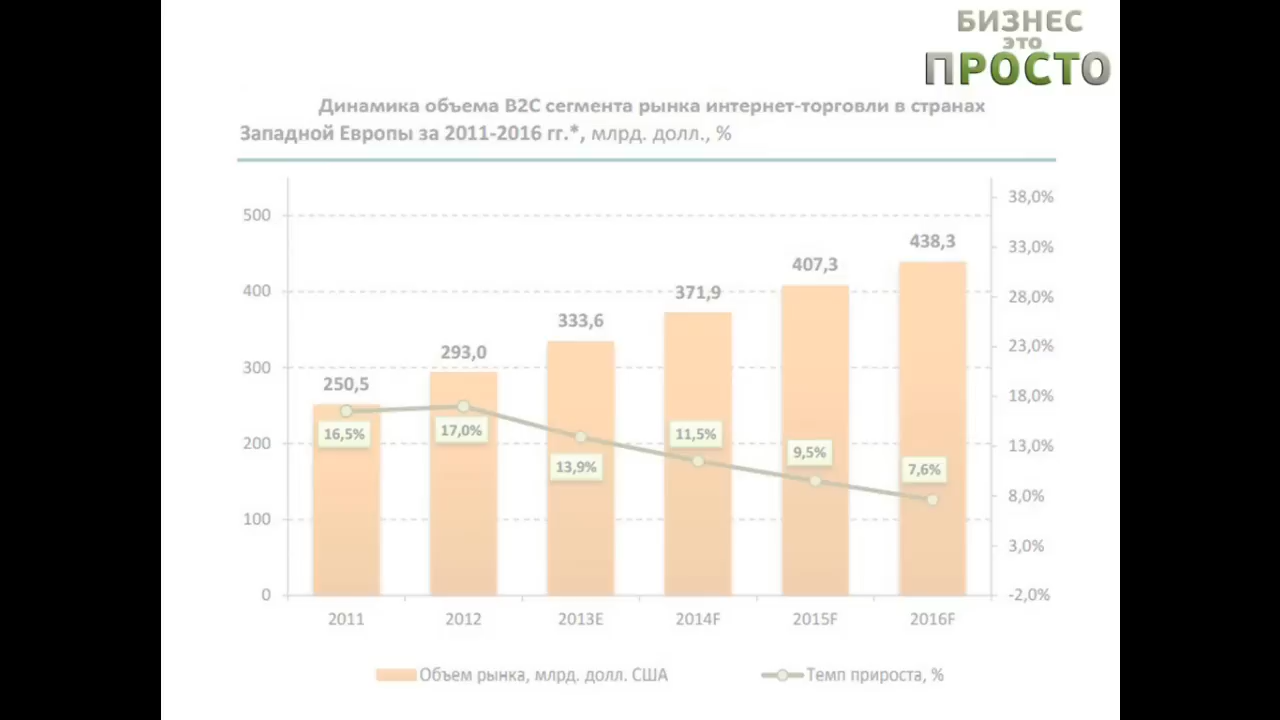 БИЗНЕС
ЭТО
ПРОСТО
Динамика объема B2C сегмента рынка интернет-торговли в странах
Западной Европы за 2011-2016 гг.*, млрд. долл., %
500
400
300
200
100
0
38,0%
33,0%
28,0%
23,0%
18,0%
13,0%
8,0%
3,0%
-2,0%
250,5
293,0
333,6
371,9
407,3
438,3
16,5%
17,0%
13,9%
11,5%
9,5%
7,6%
2011
2012
2013E
2014F
2015F
2016F
Объем рынка, млрд. долл. США
Темп прироста, %